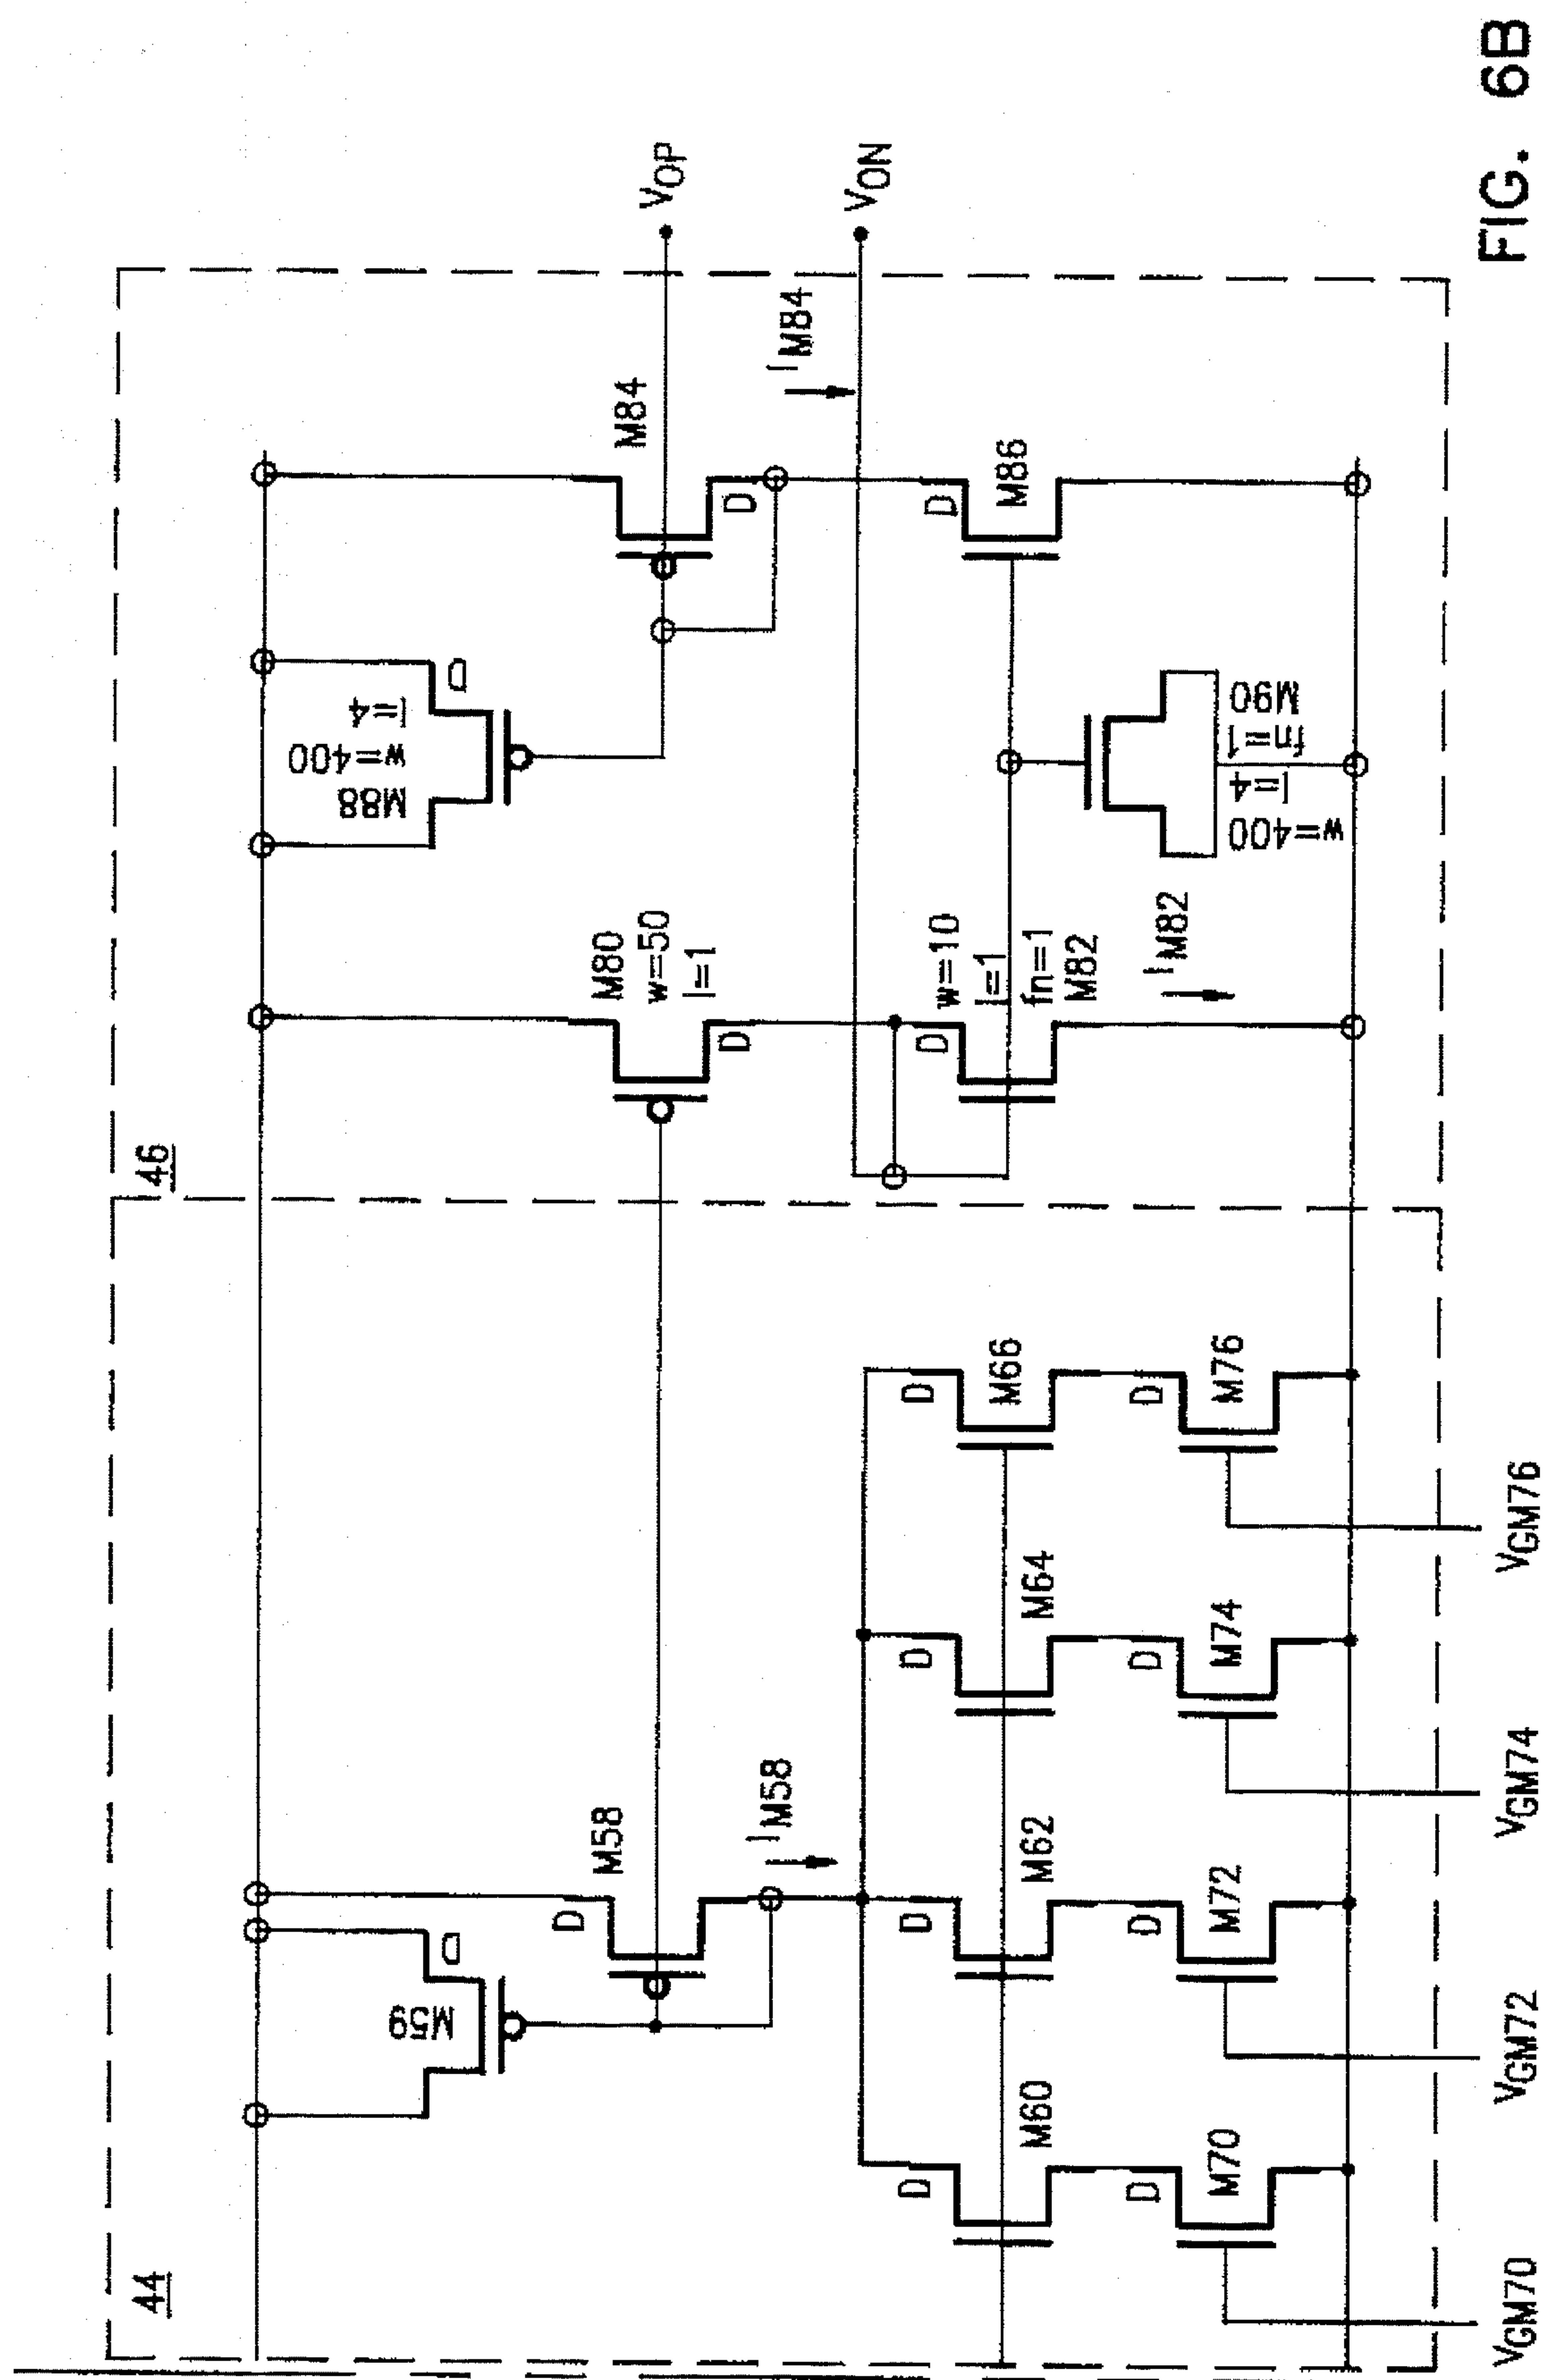 44
46
M59
D
M58
D
IM58
M88
w=400
l=4
D
M80
w=50
l=1
D
M84
D
VOP
VON
IM84
D
M60
D
M62
D
M64
D
M66
D
w=10
l=1
fn=1
M82
IM82
D
M86
M90
fn=1
l=4
w=400
D
M70
D
M72
D
M74
D
M76
VGM70
VGM72
VGM74
VGM76
FIG. 6B